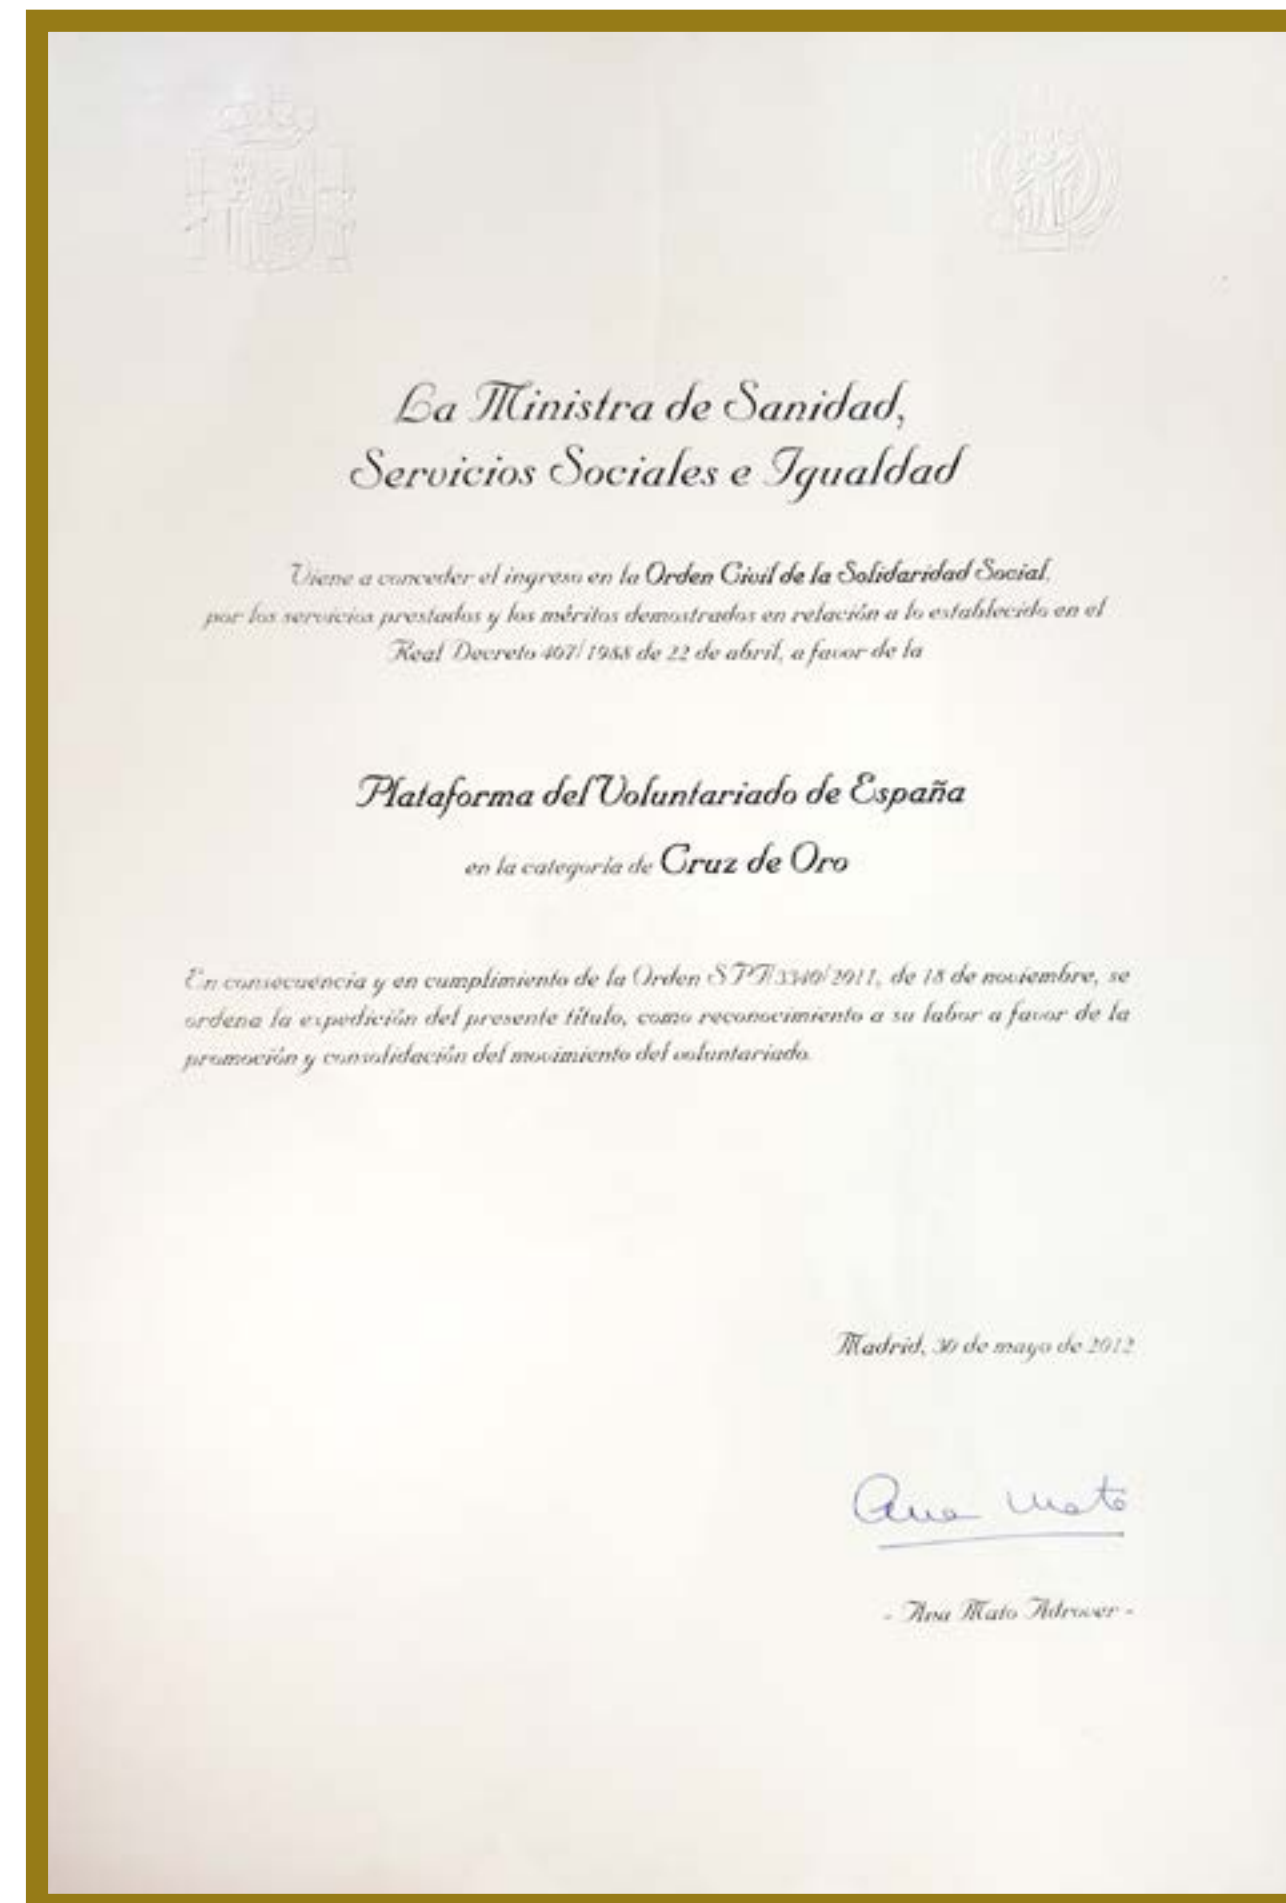 La Ministra de Sanidad,
Servicios Sociales e Igualdad
Viene a conceder el ingreso en la Orden Civil de la Solidaridad Social,
por los servicios prestados y los méritos demostrados en relación a lo establecido en el
Real Decreto 407/1988 de 22 de abril, a favor de la
Plataforma del Voluntariado de España
en la categoría de Cruz de Oro
En consecuencia y en cumplimiento de la Orden SPI/3340/2011, de 18 de noviembre, se
ordena la expedición del presente título, como reconocimiento a su labor a favor de la
promoción y consolidación del movimiento del voluntariado.
Madrid, 30 de mayo de 2012
Ana Mato
- Ana Mato Adrover -